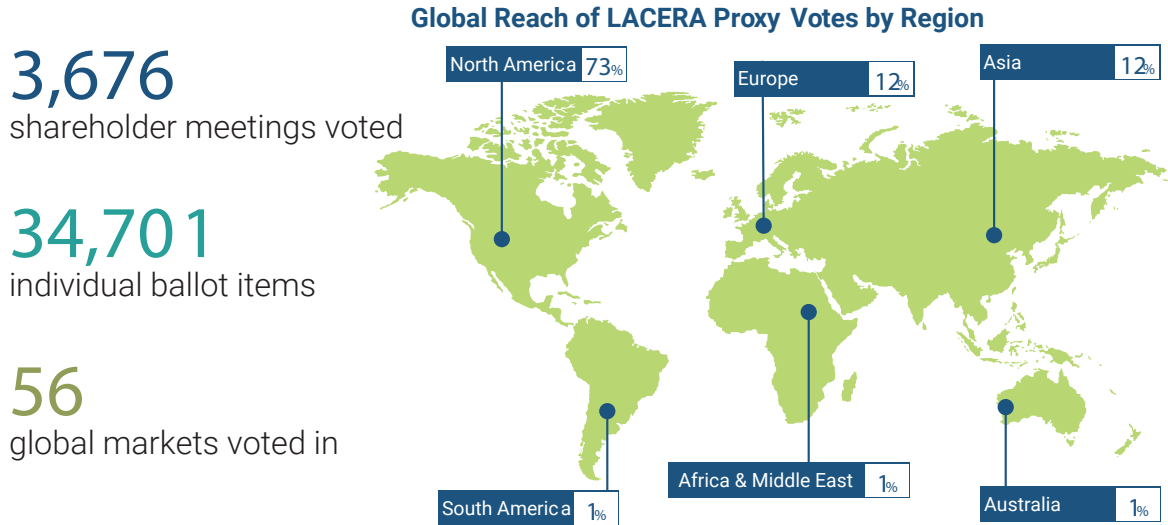 Global Reach of LACERA Proxy Votes by Region
3,676
shareholder meetings voted
34,701
individual ballot items
56
global markets voted in
North America 73%
Europe 12%
Asia 12%
South America 1%
Africa & Middle East 1%
Australia 1%